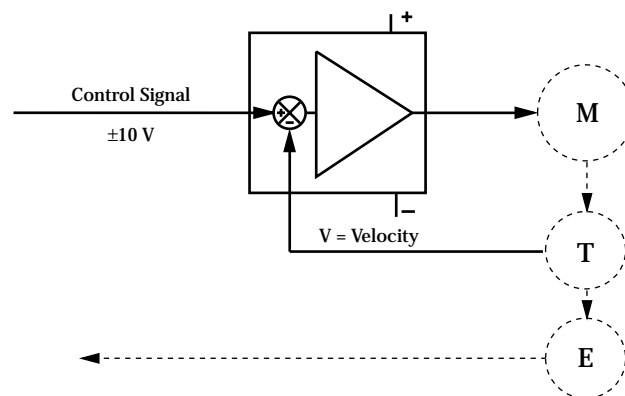 +
Control Signal
±10 V
+
-
M
–
V = Velocity
T
E